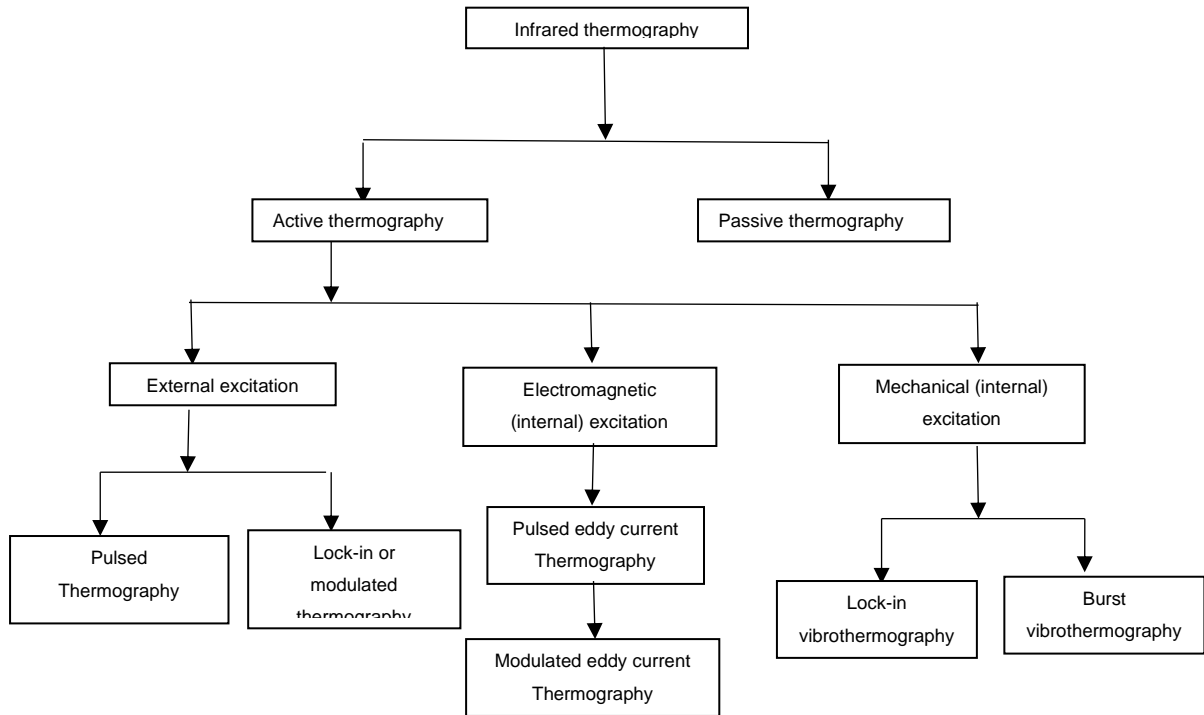 Infrared thermography
Active thermography
Passive thermography
External excitation
Electromagnetic
(internal) excitation
Mechanical (internal)
excitation
Pulsed
Thermography
Lock-in or
modulated
thermography
Pulsed eddy current
Thermography
Lock-in
vibrothermography
Burst
vibrothermography
Modulated eddy current
Thermography